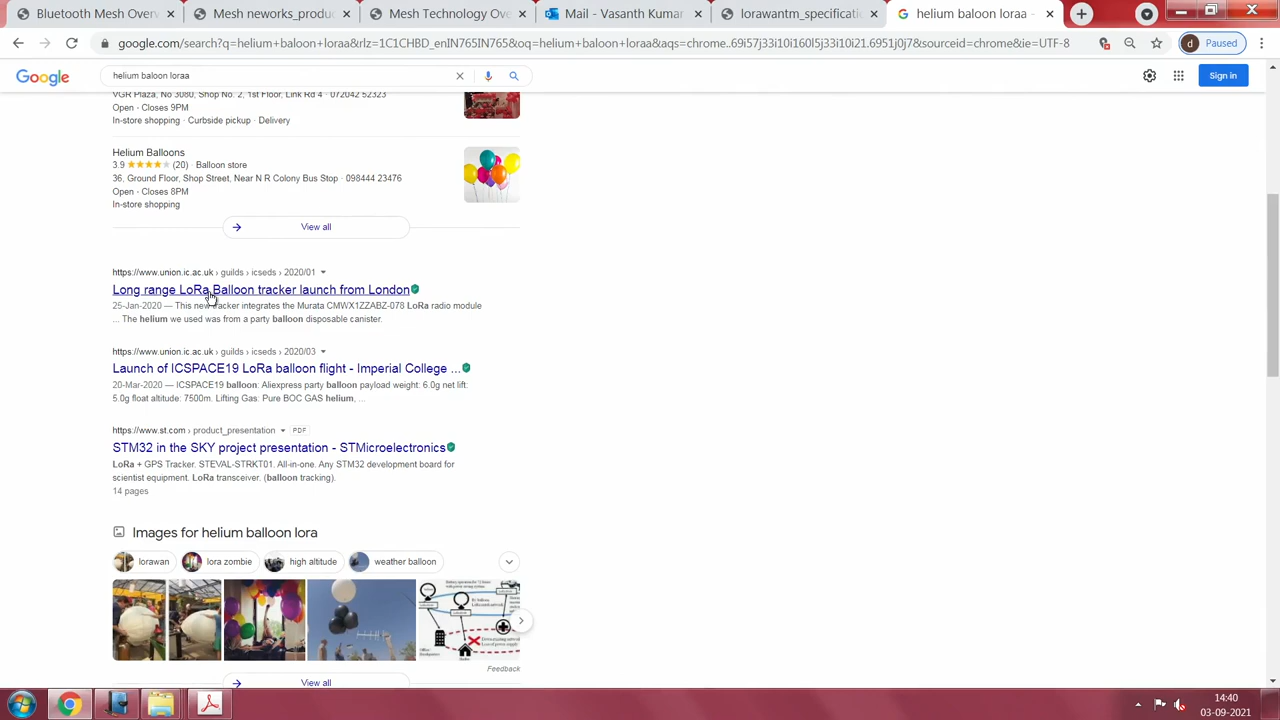 Bluetooth Mesh Over
Mesh neworks_produc
Mesh Technology Ove
Mail - Vasanth kumar
lorawan_specificati
helium baloon loraa -
google.com/search?q=helium+baloon+loraa&rlz=1C1CHBD_enIN765IN765&oq=helium+baloon+loraa&aqs=chrome.69i57j33i10i160l5j33i10i21.6951j0j7&sourceid=chrome&ie=UTF-8
d Paused
Google
helium baloon loraa
Sign in
VGR Plaza, No 3080, Shop No. 2, 1st Floor, Link Rd 4 · 072042 52323
Open · Closes 9PM
In-store shopping · Curbside pickup · Delivery
Helium Balloons
3.9 (20) · Balloon store
36, Ground Floor, Shop Street, Near N R Colony Bus Stop · 098444 23476
Open · Closes 8PM
In-store shopping
View all
https://www.union.ic.ac.uk › guilds › icseds › 2020/01
Long range LoRa Balloon tracker launch from London
25-Jan-2020 — This new tracker integrates the Murata CMWX1ZZABZ-078 LoRa radio module
... The helium we used was from a party balloon disposable canister.
https://www.union.ic.ac.uk › guilds › icseds › 2020/03
Launch of ICSPACE19 LoRa balloon flight - Imperial College ...
20-Mar-2020 — ICSPACE19 balloon: Aliexpress party balloon payload weight: 6.0g net lift:
5.0g float altitude: 7500m. Lifting Gas: Pure BOC GAS helium, ...
https://www.st.com › product_presentation PDF
STM32 in the SKY project presentation - STMicroelectronics
LoRa + GPS Tracker. STEVAL-STRKT01. All-in-one. Any STM32 development board for
scientist equipment. LoRa transceiver. (balloon tracking).
14 pages
Images for helium balloon lora
lorawan
lora zombie
high altitude
weather balloon
Feedback
View all
14:40
03-09-2021